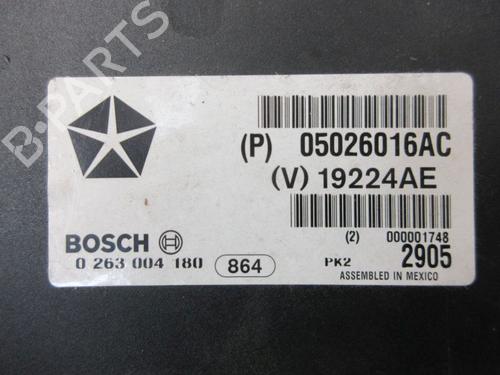 B-PARTS
(P) 05026016AC
(V) 19224AE
BOSCH
0 263 004 180
864
(2) 000001748
PK2 2905
ASSEMBLED IN MEXICO